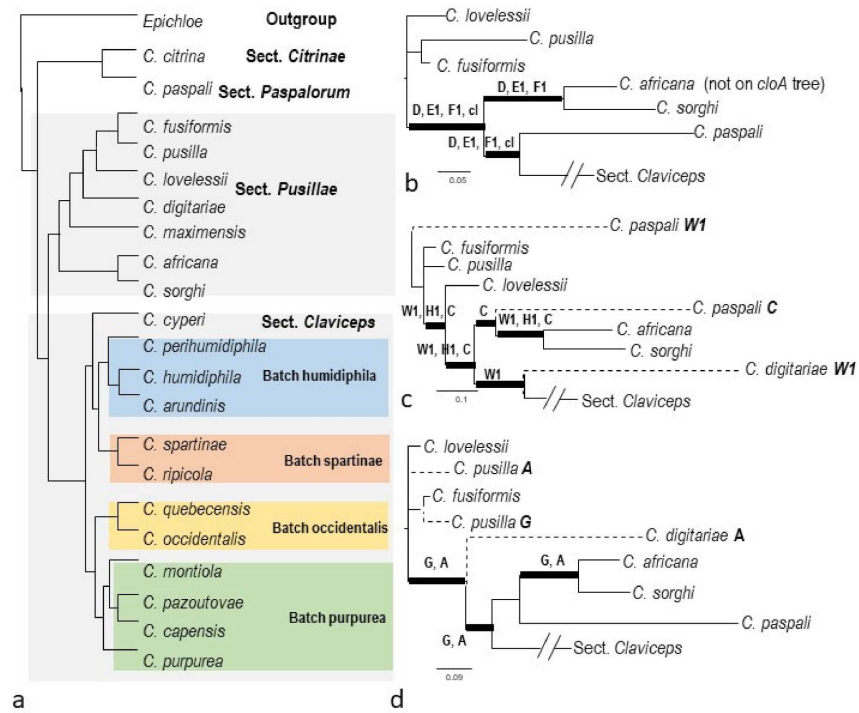 Epichloe
Outgroup
C. citrina
Sect. Citrinae
C. paspali
Sect. Paspalorum
C. fusiformis
C. pusilla
C. lovelessii
Sect. Pusillae
C. digitariae
C. maximensis
C. africana
C. sorghi
C. cyperi
Sect. Claviceps
C. perihumidiphila
C. humidiphila
Batch humidiphila
C. arundinis
C. spartinae
Batch spartinae
C. ripicola
C. quebecensis
Batch occidentalis
C. occidentalis
C. montiola
C. pazoutovae
Batch purpurea
C. capensis
C. purpurea
a
C. lovelessii
C. pusilla
C. fusiformis
D, E1, F1
C. africana (not on cloA tree)
D, E1, F1, cl
C. sorghi
C. paspali
D, E1, F1, cl
0.05
Sect. Claviceps
b
C. paspali W1
C. fusiformis
C. pusilla
C. lovelessii
W1, H1, C
C
C. paspali C
W1, H1, C
C. africana
W1, H1, C
C. sorghi
W1
C. digitariae W1
0.1
Sect. Claviceps
c
C. lovelessii
C. pusilla A
C. fusiformis
C. pusilla G
C. digitariae A
G, A
G, A
C. africana
C. sorghi
C. paspali
G, A
Sect. Claviceps
0.09
d